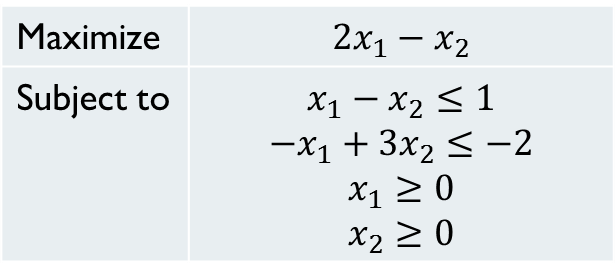 Maximize 2x₁ − x₂
Subject to x₁ − x₂ ≤ 1
−x₁ + 3x₂ ≤ −2
x₁ ≥ 0
x₂ ≥ 0